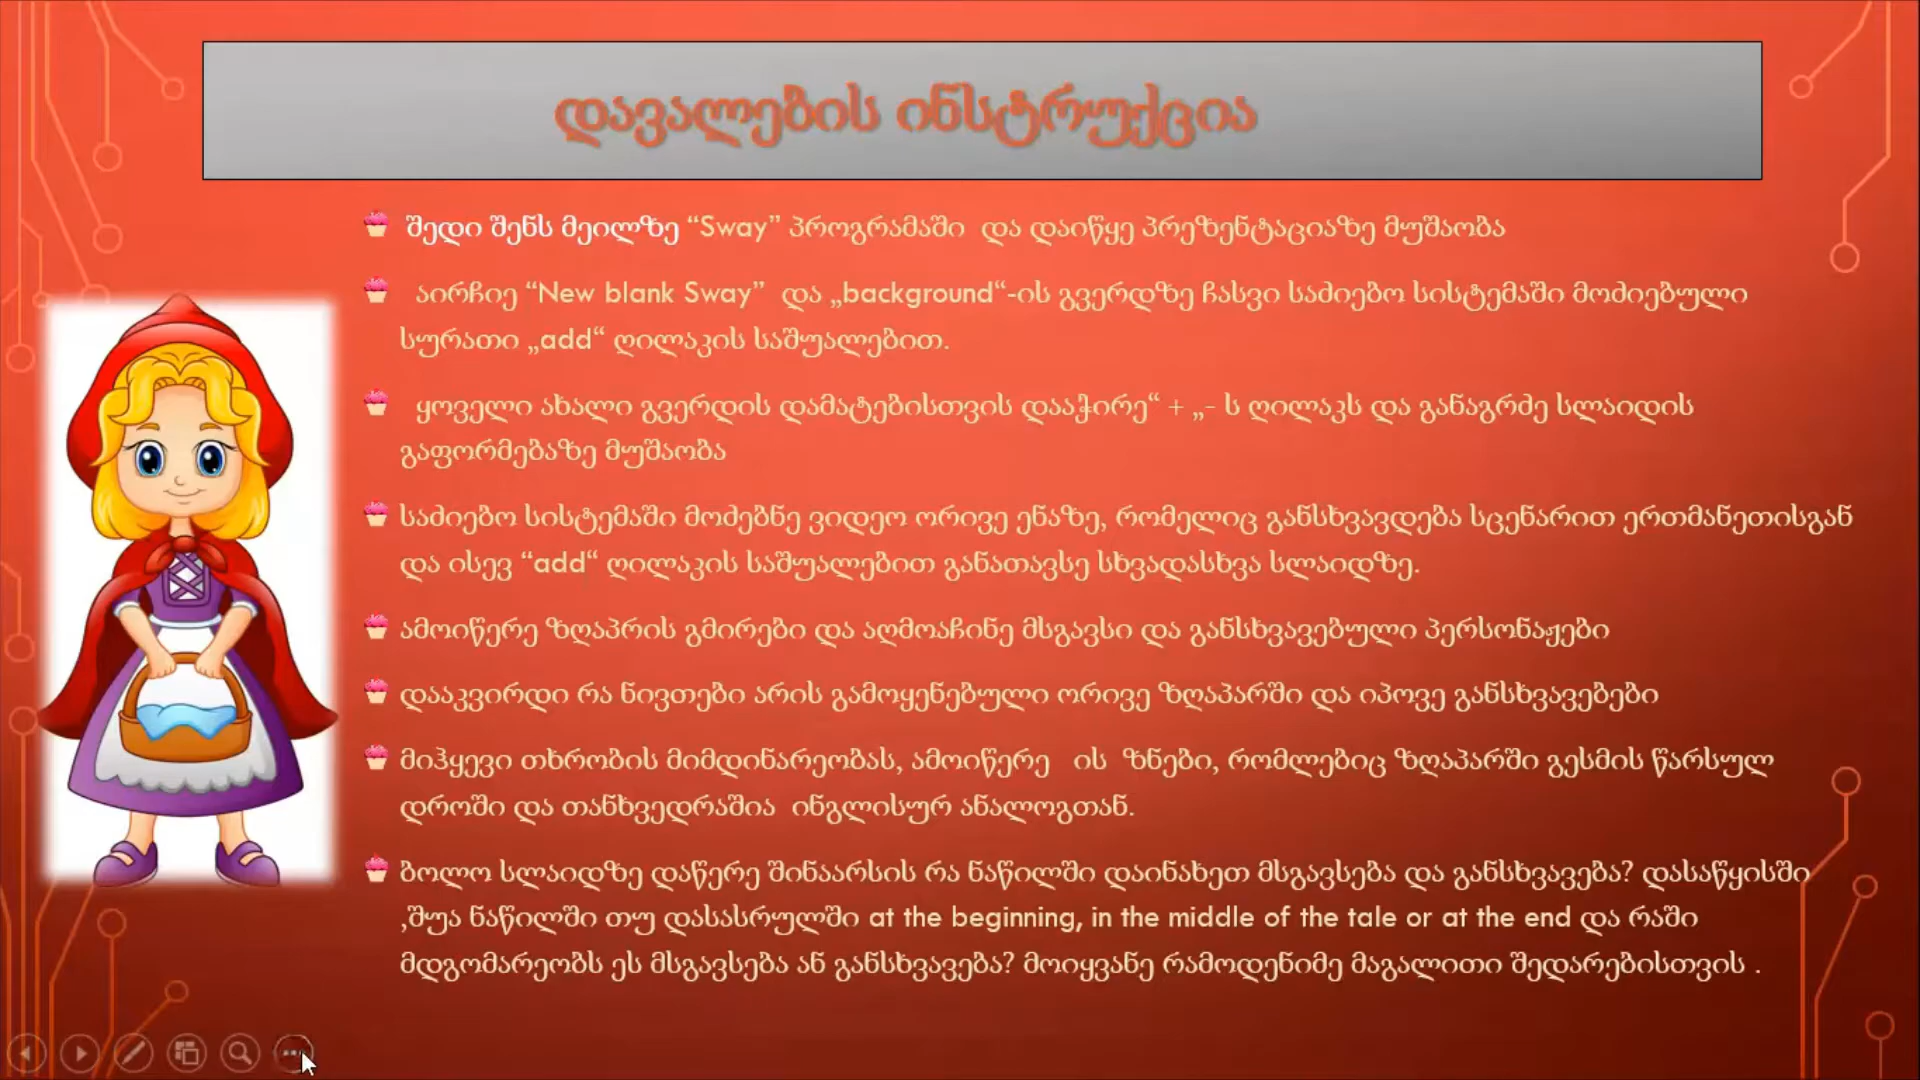 დავალების ინსტრუქცია
შედი შენს მეილზე “Sway” პროგრამაში და დაიწყე პრეზენტაციაზე მუშაობა
აირჩიე “New blank Sway” და „background“-ის გვერდზე ჩასვი საძიებო სისტემაში მოძიებული
სურათი „add“ ღილაკის საშუალებით.
ყოველი ახალი გვერდის დამატებისთვის დააჭირე“ + „- ს ღილაკს და განაგრძე სლაიდის
გაფორმებაზე მუშაობა
საძიებო სისტემაში მოძებნე ვიდეო ორივე ენაზე, რომელიც განსხვავდება სცენარით ერთმანეთისგან
და ისევ “add“ ღილაკის საშუალებით განათავსე სხვადასხვა სლაიდზე.
ამოიწერე ზღაპრის გმირები და აღმოაჩინე მსგავსი და განსხვავებული პერსონაჟები
დააკვირდი რა ნივთები არის გამოყენებული ორივე ზღაპარში და იპოვე განსხვავებები
მიჰყევი თხრობის მიმდინარეობას, ამოიწერე ის ზნები, რომლებიც ზღაპარში გესმის წარსულ
დროში და თანხვედრაშია ინგლისურ ანალოგთან.
ბოლო სლაიდზე დაწერე შინაარსის რა ნაწილში დაინახეთ მსგავსება და განსხვავება? დასაწყისში
,შუა ნაწილში თუ დასასრულში at the beginning, in the middle of the tale or at the end და რაში
მდგომარეობს ეს მსგავსება ან განსხვავება? მოიყვანე რამოდენიმე მაგალითი შედარებისთვის .